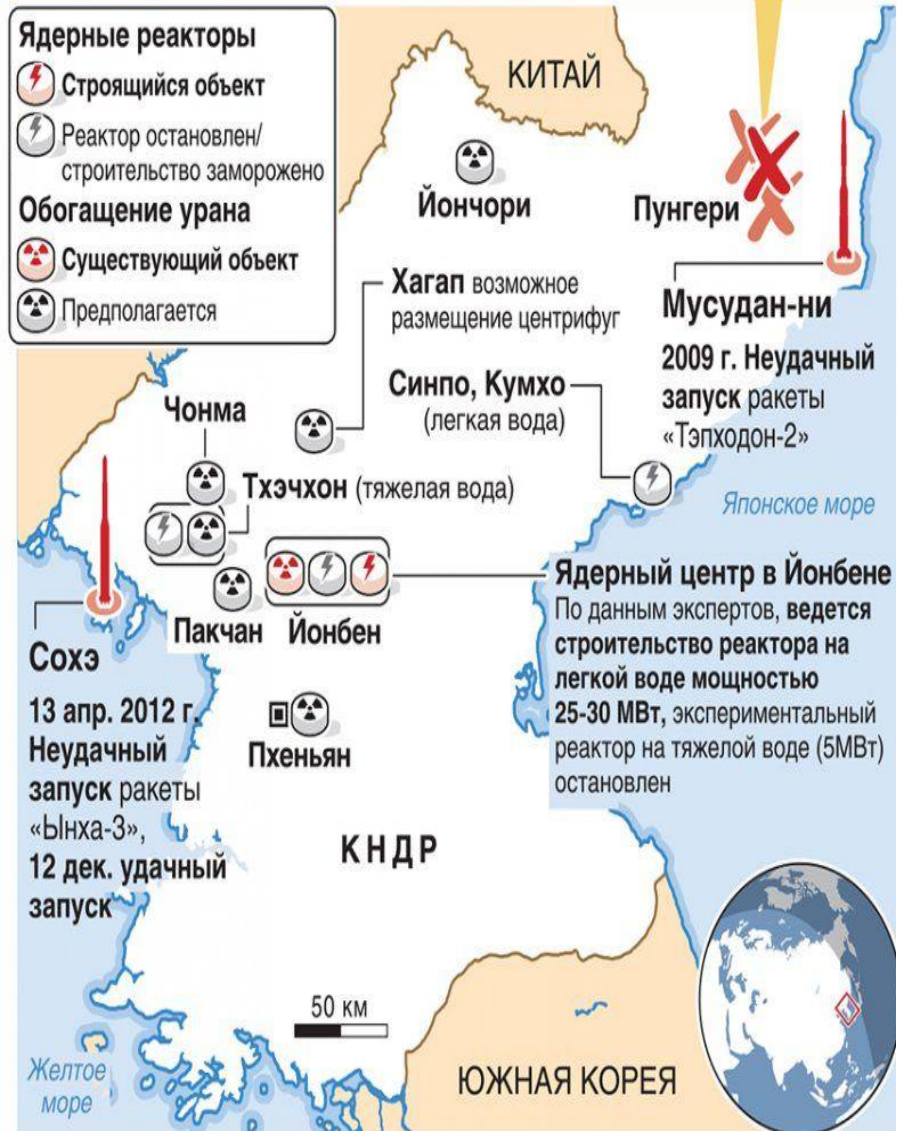 Ядерные реакторы
Строящийся объект
Реактор остановлен/
строительство заморожено
Обогащение урана
Существующий объект
Предполагается
КИТАЙ
Йончори
Пунгери
Хагап возможное
размещение центрифуг
Мусудан-ни
2009 г. Неудачный
запуск ракеты
«Тэпходон-2»
Синпо, Кумхо
(легкая вода)
Чонма
Тхэчхон (тяжелая вода)
Японское море
Пакчан
Йонбен
Ядерный центр в Йонбене
По данным экспертов, ведется
строительство реактора на
легкой воде мощностью
25-30 МВт, экспериментальный
реактор на тяжелой воде (5МВт)
остановлен
Сохэ
13 апр. 2012 г.
Неудачный
запуск ракеты
«Ынха-3»,
12 дек. удачный
запуск
Пхеньян
КНДР
50 км
Желтое
море
ЮЖНАЯ КОРЕЯ